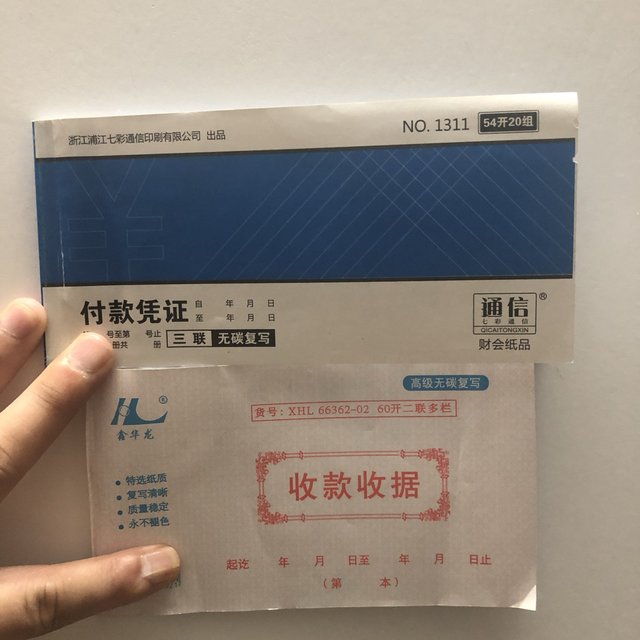 浙江浦江七彩通信印刷有限公司 出品
NO. 1311 54开20组
付款凭证
自 年 月 日
至 年 月 日
号至第 号止
册共 册
三联 无碳复写
通信®
七彩通信
QICAITONGXIN
财会纸品
高级无碳复写
®
鑫华龙
货号：XHL 66362-02 60开二联多栏
收款收据
特选纸质
复写清晰
质量稳定
永不褪色
起讫 年 月 日至 年 月 日止
（第 本）